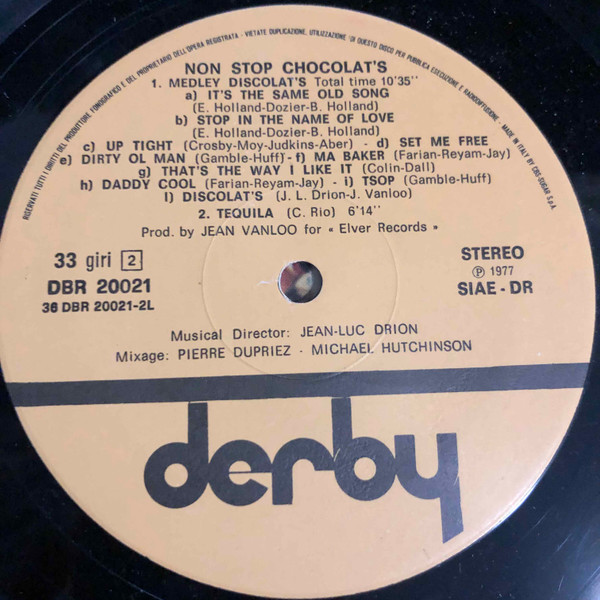 RISERVATI TUTTI I DIRITTI DEL PRODUTTORE FONOGRAFICO E DEL PROPRIETARIO DELL'OPERA REGISTRATA - VIETATE DUPLICAZIONE, UTILIZZAZIONE DI QUESTO DISCO PER PUBBLICA ESECUZIONE E RADIODIFFUSIONE. - MADE IN ITALY BY CBS-SUGAR S.p.A.
NON STOP CHOCOLAT'S
1. MEDLEY DISCOLAT'S Total time 10'35''
a) IT'S THE SAME OLD SONG
(E. Holland-Dozier-B. Holland)
b) STOP IN THE NAME OF LOVE
(E. Holland-Dozier-B. Holland)
c) UP TIGHT (Crosby-Moy-Judkins-Aber) - d) SET ME FREE
e) DIRTY OL MAN (Gamble-Huff) - f) MA BAKER (Farian-Reyam-Jay)
g) THAT'S THE WAY I LIKE IT (Colin-Dall)
h) DADDY COOL (Farian-Reyam-Jay) - i) TSOP (Gamble-Huff)
l) DISCOLAT'S (J. L. Drion-J. Vanloo)
2. TEQUILA (C. Rio) 6'14''
Prod. by JEAN VANLOO for « Elver Records »
33 giri 2
STEREO
DBR 20021
℗ 1977
36 DBR 20021-2L
SIAE - DR
Musical Director: JEAN-LUC DRION
Mixage: PIERRE DUPRIEZ - MICHAEL HUTCHINSON
derby